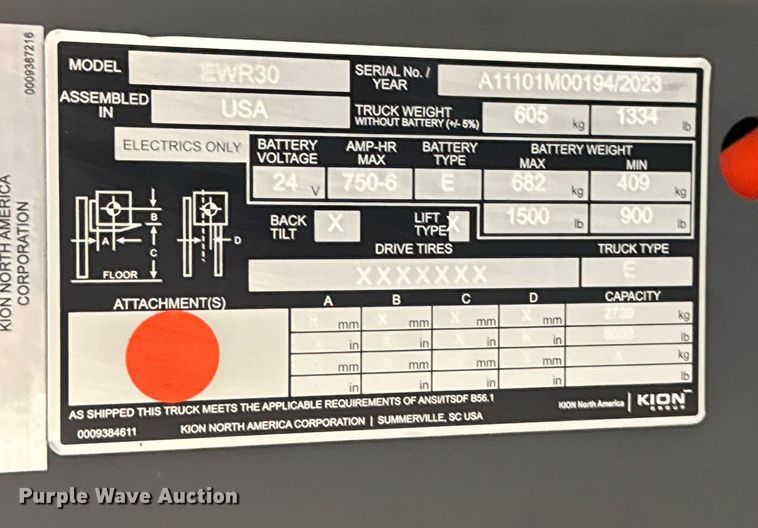 0009387216
KION NORTH AMERICA
CORPORATION
MODEL EWR30 SERIAL No. / YEAR A11101M00194/2023
ASSEMBLED IN USA TRUCK WEIGHT WITHOUT BATTERY (+/- 5%) 605 kg 1334 lb
ELECTRICS ONLY BATTERY VOLTAGE AMP-HR MAX BATTERY TYPE BATTERY WEIGHT
MAX MIN
24 V 750-6 E 682 kg 409 kg
1500 lb 900 lb
BACK TILT X LIFT TYPE X
DRIVE TIRES TRUCK TYPE
XXXXXXX E
A B C D
FLOOR
ATTACHMENT(S) A B C D CAPACITY
X mm X mm X mm X mm 2720 kg
X in X in X in X in 6000 lb
mm mm mm mm X kg
in in in in lb
AS SHIPPED THIS TRUCK MEETS THE APPLICABLE REQUIREMENTS OF ANSI/ITSDF B56.1
0009384611 KION NORTH AMERICA CORPORATION | SUMMERVILLE, SC USA
KION North America | KION GROUP
Purple Wave Auction